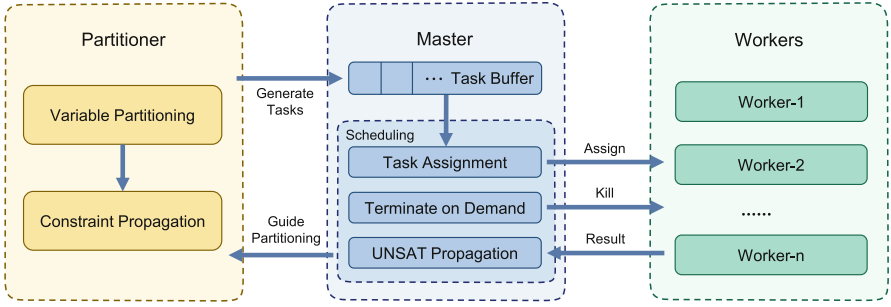 Partitioner
Variable Partitioning
Constraint Propagation
Generate
Tasks
Guide
Partitioning
Master
... Task Buffer
Scheduling
Task Assignment
Terminate on Demand
UNSAT Propagation
Assign
Kill
Result
Workers
Worker-1
Worker-2
......
Worker-n